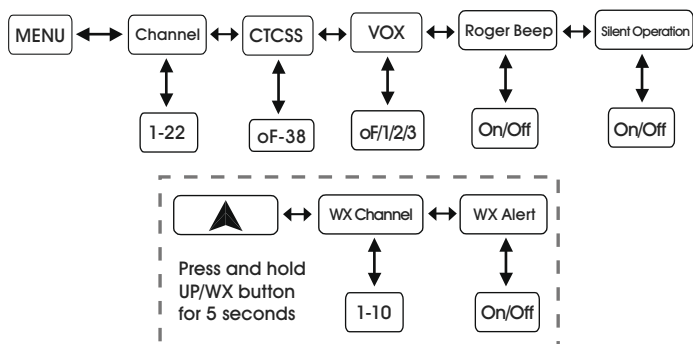 MENU
Channel
CTCSS
VOX
Roger Beep
Silent Operation
1-22
oF-38
oF/1/2/3
On/Off
On/Off
WX Channel
WX Alert
Press and hold
UP/WX button
for 5 seconds
1-10
On/Off